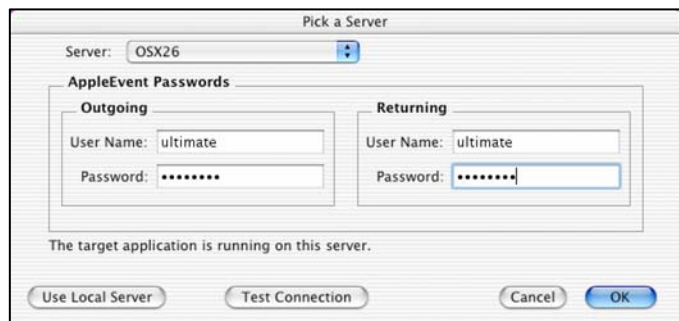 Pick a Server
Server: OSX26
AppleEvent Passwords
Outgoing
User Name: ultimate
Password: ••••••••
Returning
User Name: ultimate
Password: ••••••••
The target application is running on this server.
Use Local Server
Test Connection
Cancel
OK